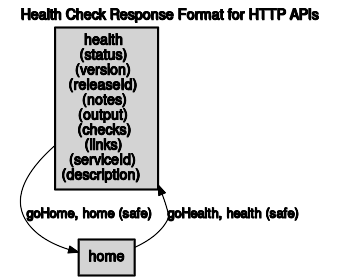 Health Check Response Format for HTTP APIs
health
(status)
(version)
(releaseId)
(notes)
(output)
(checks)
(links)
(serviceId)
(description)
goHome, home (safe)
goHealth, health (safe)
home